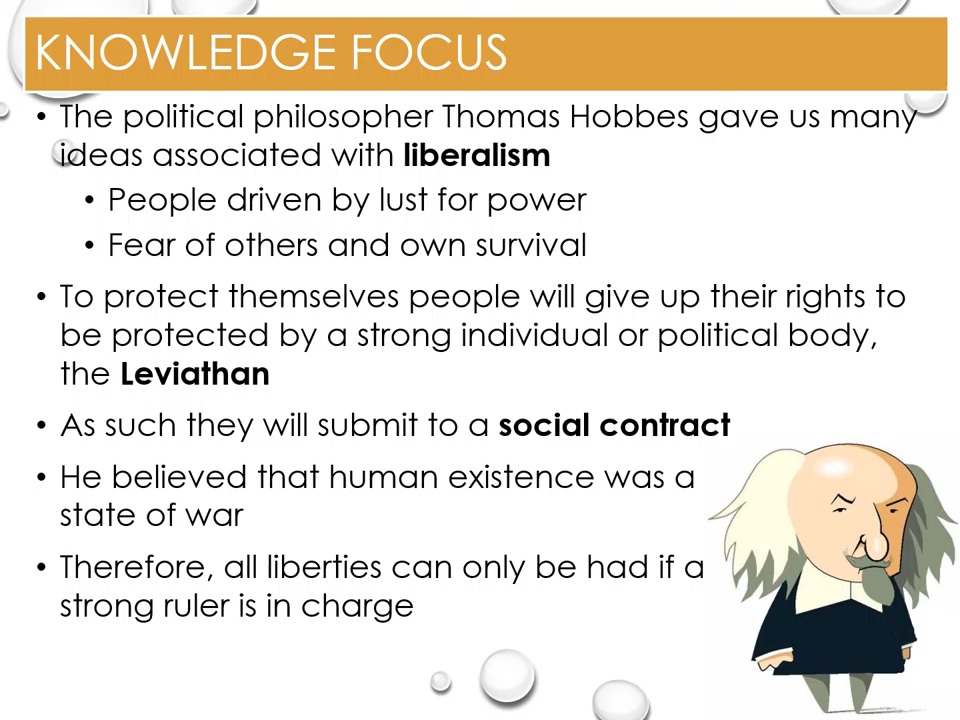 KNOWLEDGE FOCUS
• The political philosopher Thomas Hobbes gave us many
ideas associated with liberalism
• People driven by lust for power
• Fear of others and own survival
• To protect themselves people will give up their rights to
be protected by a strong individual or political body,
the Leviathan
• As such they will submit to a social contract
• He believed that human existence was a
state of war
• Therefore, all liberties can only be had if a
strong ruler is in charge